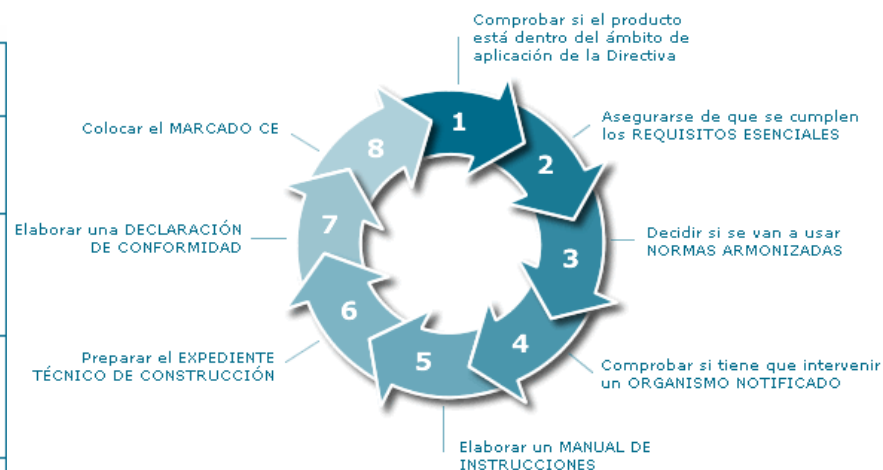 1
Comprobar si el producto
está dentro del ámbito de
aplicación de la Directiva
2
Asegurarse de que se cumplen
los REQUISITOS ESENCIALES
3
Decidir si se van a usar
NORMAS ARMONIZADAS
4
Comprobar si tiene que intervenir
un ORGANISMO NOTIFICADO
5
Elaborar un MANUAL DE
INSTRUCCIONES
6
Preparar el EXPEDIENTE
TÉCNICO DE CONSTRUCCIÓN
7
Elaborar una DECLARACIÓN
DE CONFORMIDAD
8
Colocar el MARCADO CE